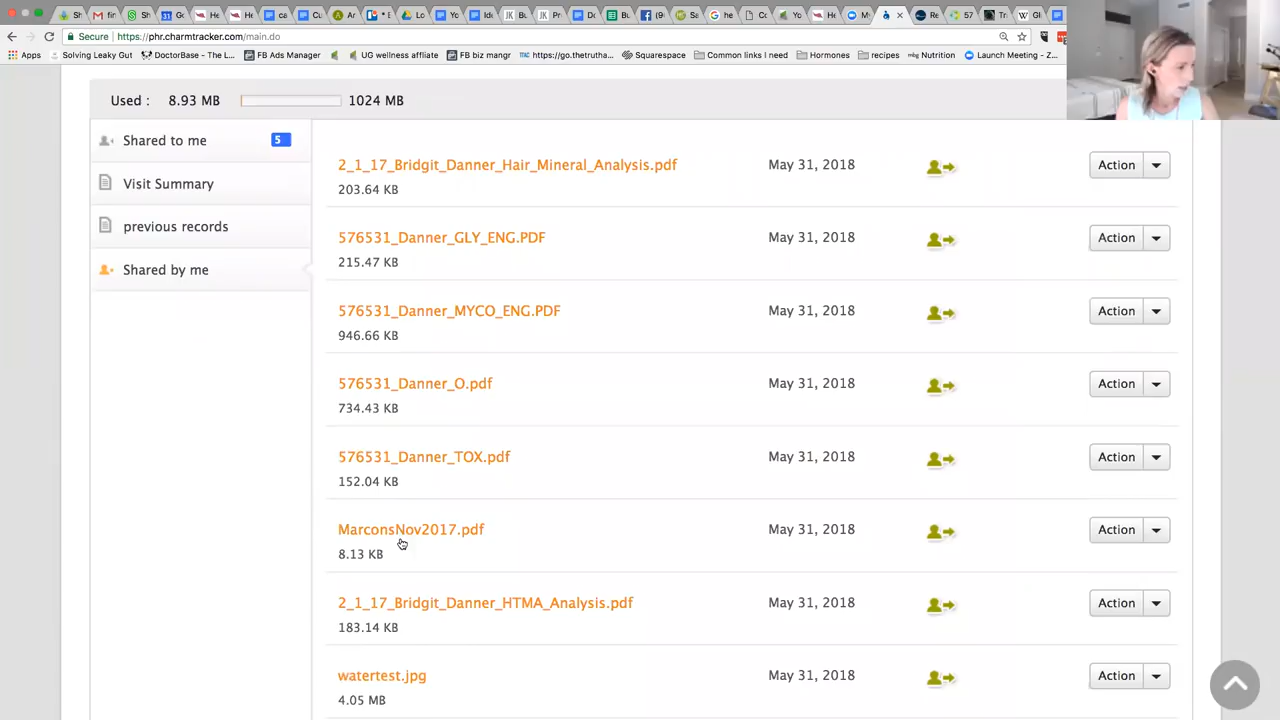 Secure https://phr.charmtracker.com/main.do
Apps Solving Leaky Gut DoctorBase - The L... FB Ads Manager UG wellness affliate FB biz mangr https://go.thetrutha... Squarespace Common links I need Hormones recipes Nutrition Launch Meeting - Z...
Used : 8.93 MB 1024 MB
Shared to me 5
Visit Summary
previous records
Shared by me
2_1_17_Bridgit_Danner_Hair_Mineral_Analysis.pdf May 31, 2018 Action
203.64 KB
576531_Danner_GLY_ENG.PDF May 31, 2018 Action
215.47 KB
576531_Danner_MYCO_ENG.PDF May 31, 2018 Action
946.66 KB
576531_Danner_O.pdf May 31, 2018 Action
734.43 KB
576531_Danner_TOX.pdf May 31, 2018 Action
152.04 KB
MarconsNov2017.pdf May 31, 2018 Action
8.13 KB
2_1_17_Bridgit_Danner_HTMA_Analysis.pdf May 31, 2018 Action
183.14 KB
watertest.jpg May 31, 2018 Action
4.05 MB